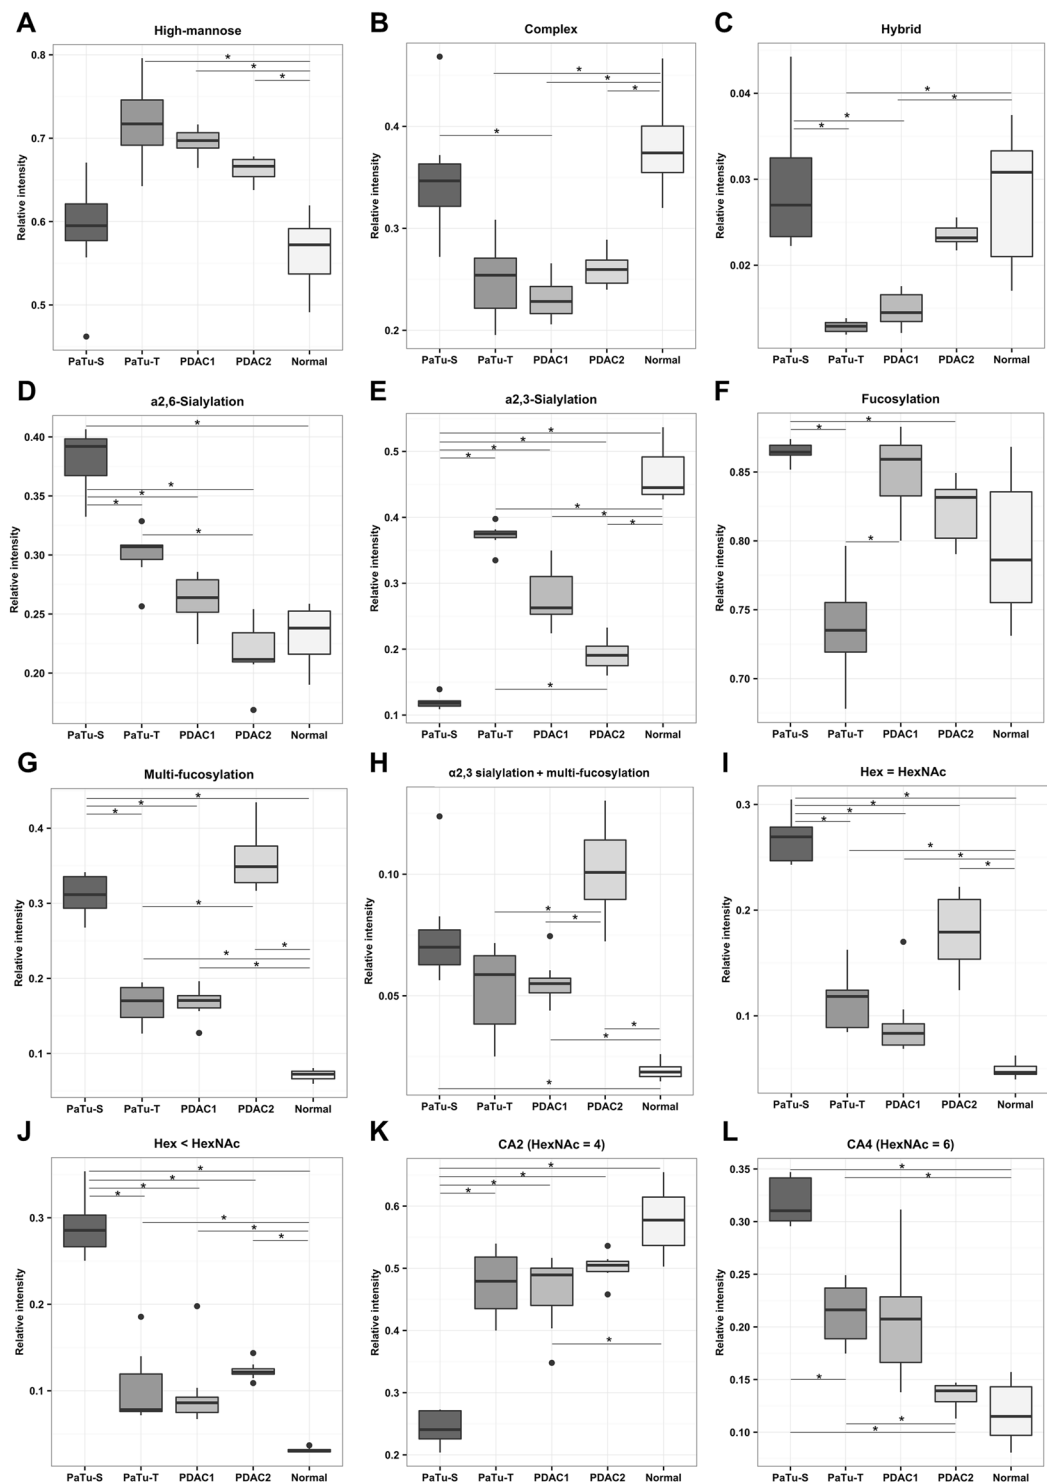 A High-mannose
Relative intensity
0.8
0.7
0.6
0.5
* * *
PaTu-S PaTu-T PDAC1 PDAC2 Normal
B Complex
Relative intensity
0.4
0.3
0.2
* * * *
PaTu-S PaTu-T PDAC1 PDAC2 Normal
C Hybrid
Relative intensity
0.04
0.03
0.02
* * * *
PaTu-S PaTu-T PDAC1 PDAC2 Normal
D a2,6-Sialylation
Relative intensity
0.40
0.35
0.30
0.25
0.20
* * * * *
PaTu-S PaTu-T PDAC1 PDAC2 Normal
E a2,3-Sialylation
Relative intensity
0.5
0.4
0.3
0.2
0.1
* * * * * * * *
PaTu-S PaTu-T PDAC1 PDAC2 Normal
F Fucosylation
Relative intensity
0.85
0.80
0.75
0.70
* * *
PaTu-S PaTu-T PDAC1 PDAC2 Normal
G Multi-fucosylation
Relative intensity
0.4
0.3
0.2
0.1
* * * * * * *
PaTu-S PaTu-T PDAC1 PDAC2 Normal
H α2,3 sialylation + multi-fucosylation
Relative intensity
0.10
0.05
* * * * *
PaTu-S PaTu-T PDAC1 PDAC2 Normal
I Hex = HexNAc
Relative intensity
0.3
0.2
0.1
* * * * * * *
PaTu-S PaTu-T PDAC1 PDAC2 Normal
J Hex < HexNAc
Relative intensity
0.3
0.2
0.1
* * * * * * *
PaTu-S PaTu-T PDAC1 PDAC2 Normal
K CA2 (HexNAc = 4)
Relative intensity
0.6
0.5
0.4
0.3
0.2
* * * * *
PaTu-S PaTu-T PDAC1 PDAC2 Normal
L CA4 (HexNAc = 6)
Relative intensity
0.35
0.30
0.25
0.20
0.15
0.10
* * * * *
PaTu-S PaTu-T PDAC1 PDAC2 Normal